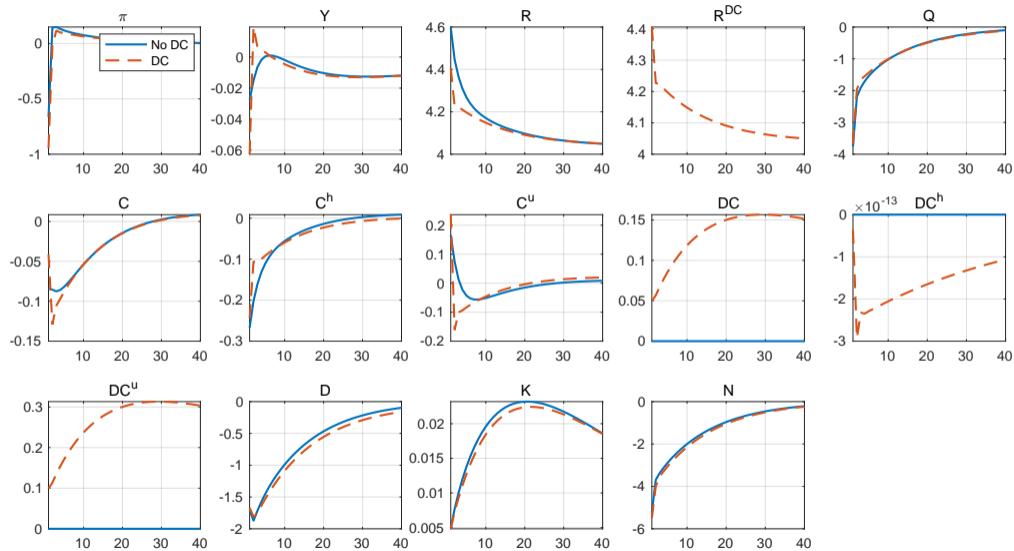 π Y R R^DC Q
0 -0.5 -1 No DC DC 10 20 30 40
0 -0.02 -0.04 -0.06 10 20 30 40
4.6 4.4 4.2 4 10 20 30 40
4.4 4.3 4.2 4.1 4 10 20 30 40
0 -1 -2 -3 -4 10 20 30 40
C C^h C^u DC DC^h
0 -0.05 -0.1 -0.15 10 20 30 40
0 -0.1 -0.2 -0.3 10 20 30 40
0.2 0.1 0 -0.1 -0.2 10 20 30 40
0.15 0.1 0.05 0 10 20 30 40
×10^-13 0 -1 -2 -3 10 20 30 40
DC^u D K N
0.3 0.2 0.1 0 10 20 30 40
0 -0.5 -1 -1.5 -2 10 20 30 40
0.02 0.015 0.01 0.005 10 20 30 40
0 -2 -4 -6 10 20 30 40